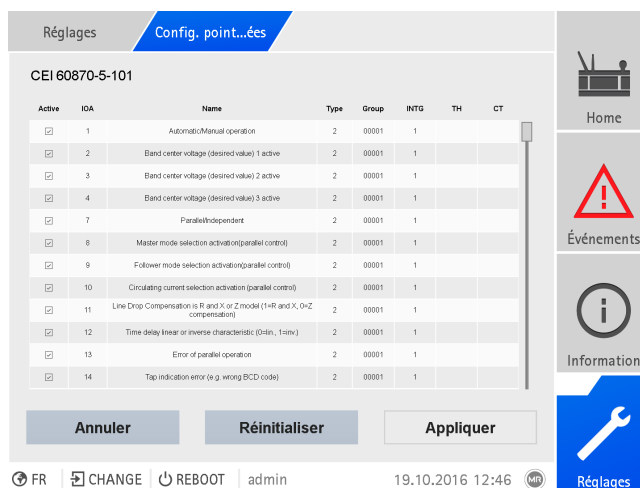 Réglages
Config. point...ées
CEI 60870-5-101
Active IOA Name Type Group INTG TH CT
1 Automatic/Manual operation 2 00001 1
2 Band center voltage (desired value) 1 active 2 00001 1
3 Band center voltage (desired value) 2 active 2 00001 1
4 Band center voltage (desired value) 3 active 2 00001 1
7 Parallel/Independent 2 00001 1
8 Master mode selection activation(parallel control) 2 00001 1
9 Follower mode selection activation(parallel control) 2 00001 1
10 Circulating current selection activation (parallel control) 2 00001 1
11 Line Drop Compensation is R and X or Z model (1=R and X, 0=Z
compensation) 2 00001 1
12 Time delay linear or inverse characteristic (0=lin., 1=inv.) 2 00001 1
13 Error of parallel operation 2 00001 1
14 Tap indication error (e.g. wrong BCD code) 2 00001 1
Annuler
Réinitialiser
Appliquer
FR CHANGE REBOOT admin 19.10.2016 12:46 MR
Home
Événements
Information
Réglages